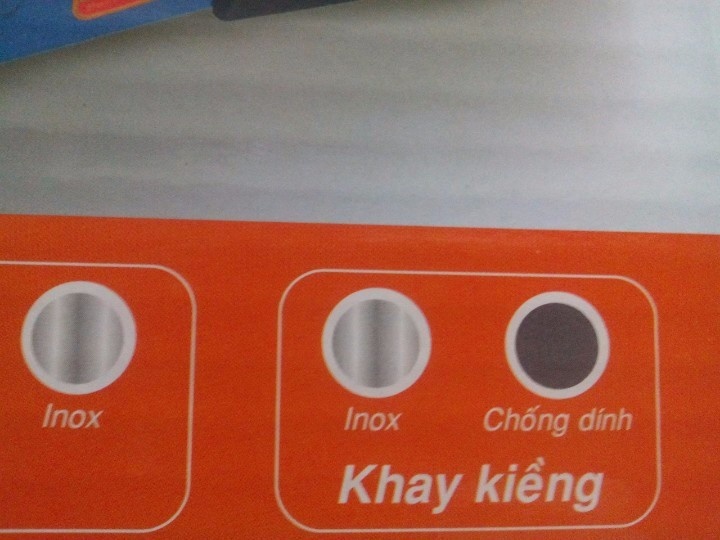 Inox
Inox
Chống dính
Khay kiềng